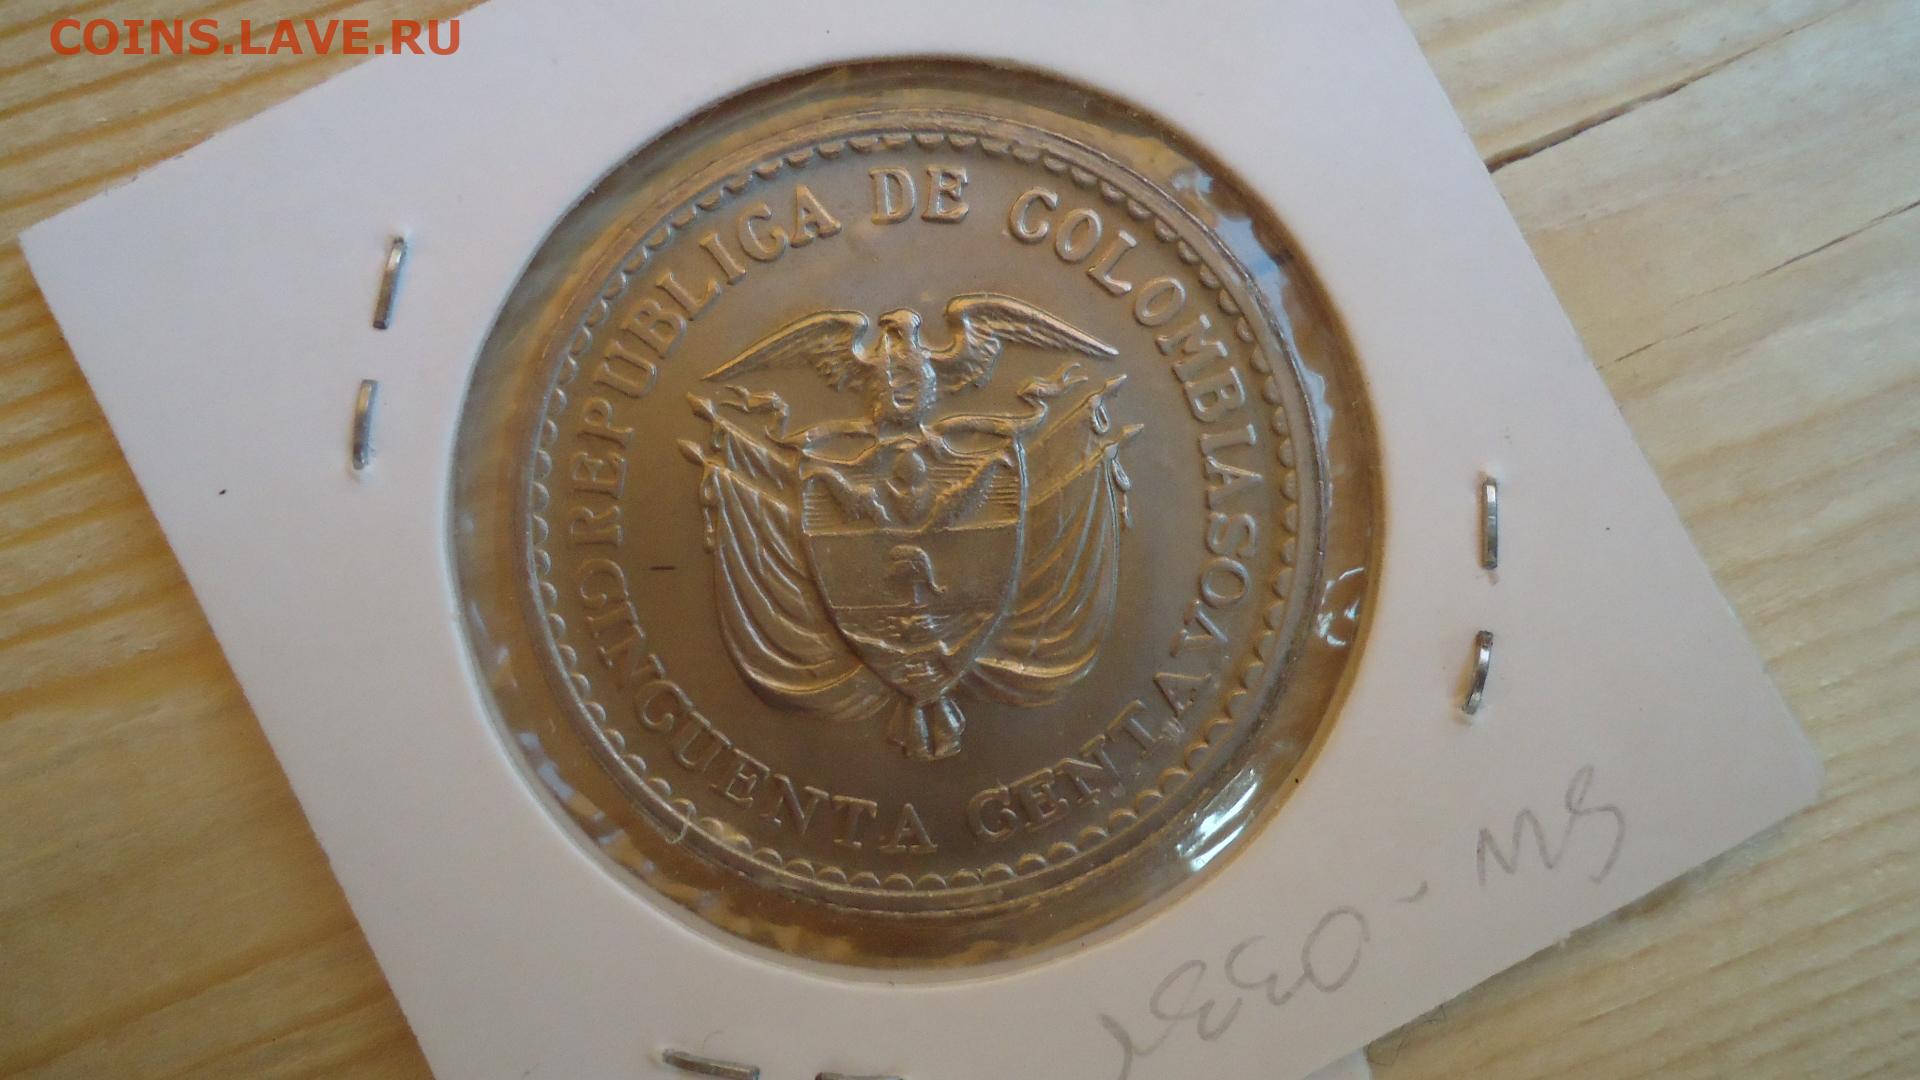 COINS.LAVE.RU
REPUBLICA DE COLOMBIA
CINCUENTA CENTAVOS